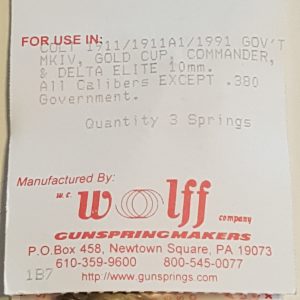 FOR USE IN:
COLT 1911/1911A1/1991 GOV'T
MKIV, GOLD CUP, COMMANDER,
& DELTA ELITE 10mm.
All Calibers EXCEPT .380
Government.
Quantity 3 Springs
Manufactured By:
W.C.
Wolff
company
GUNSPRINGMAKERS
P.O.Box 458, Newtown Square, PA 19073
610-359-9600 800-545-0077
1B7 http://www.gunsprings.com